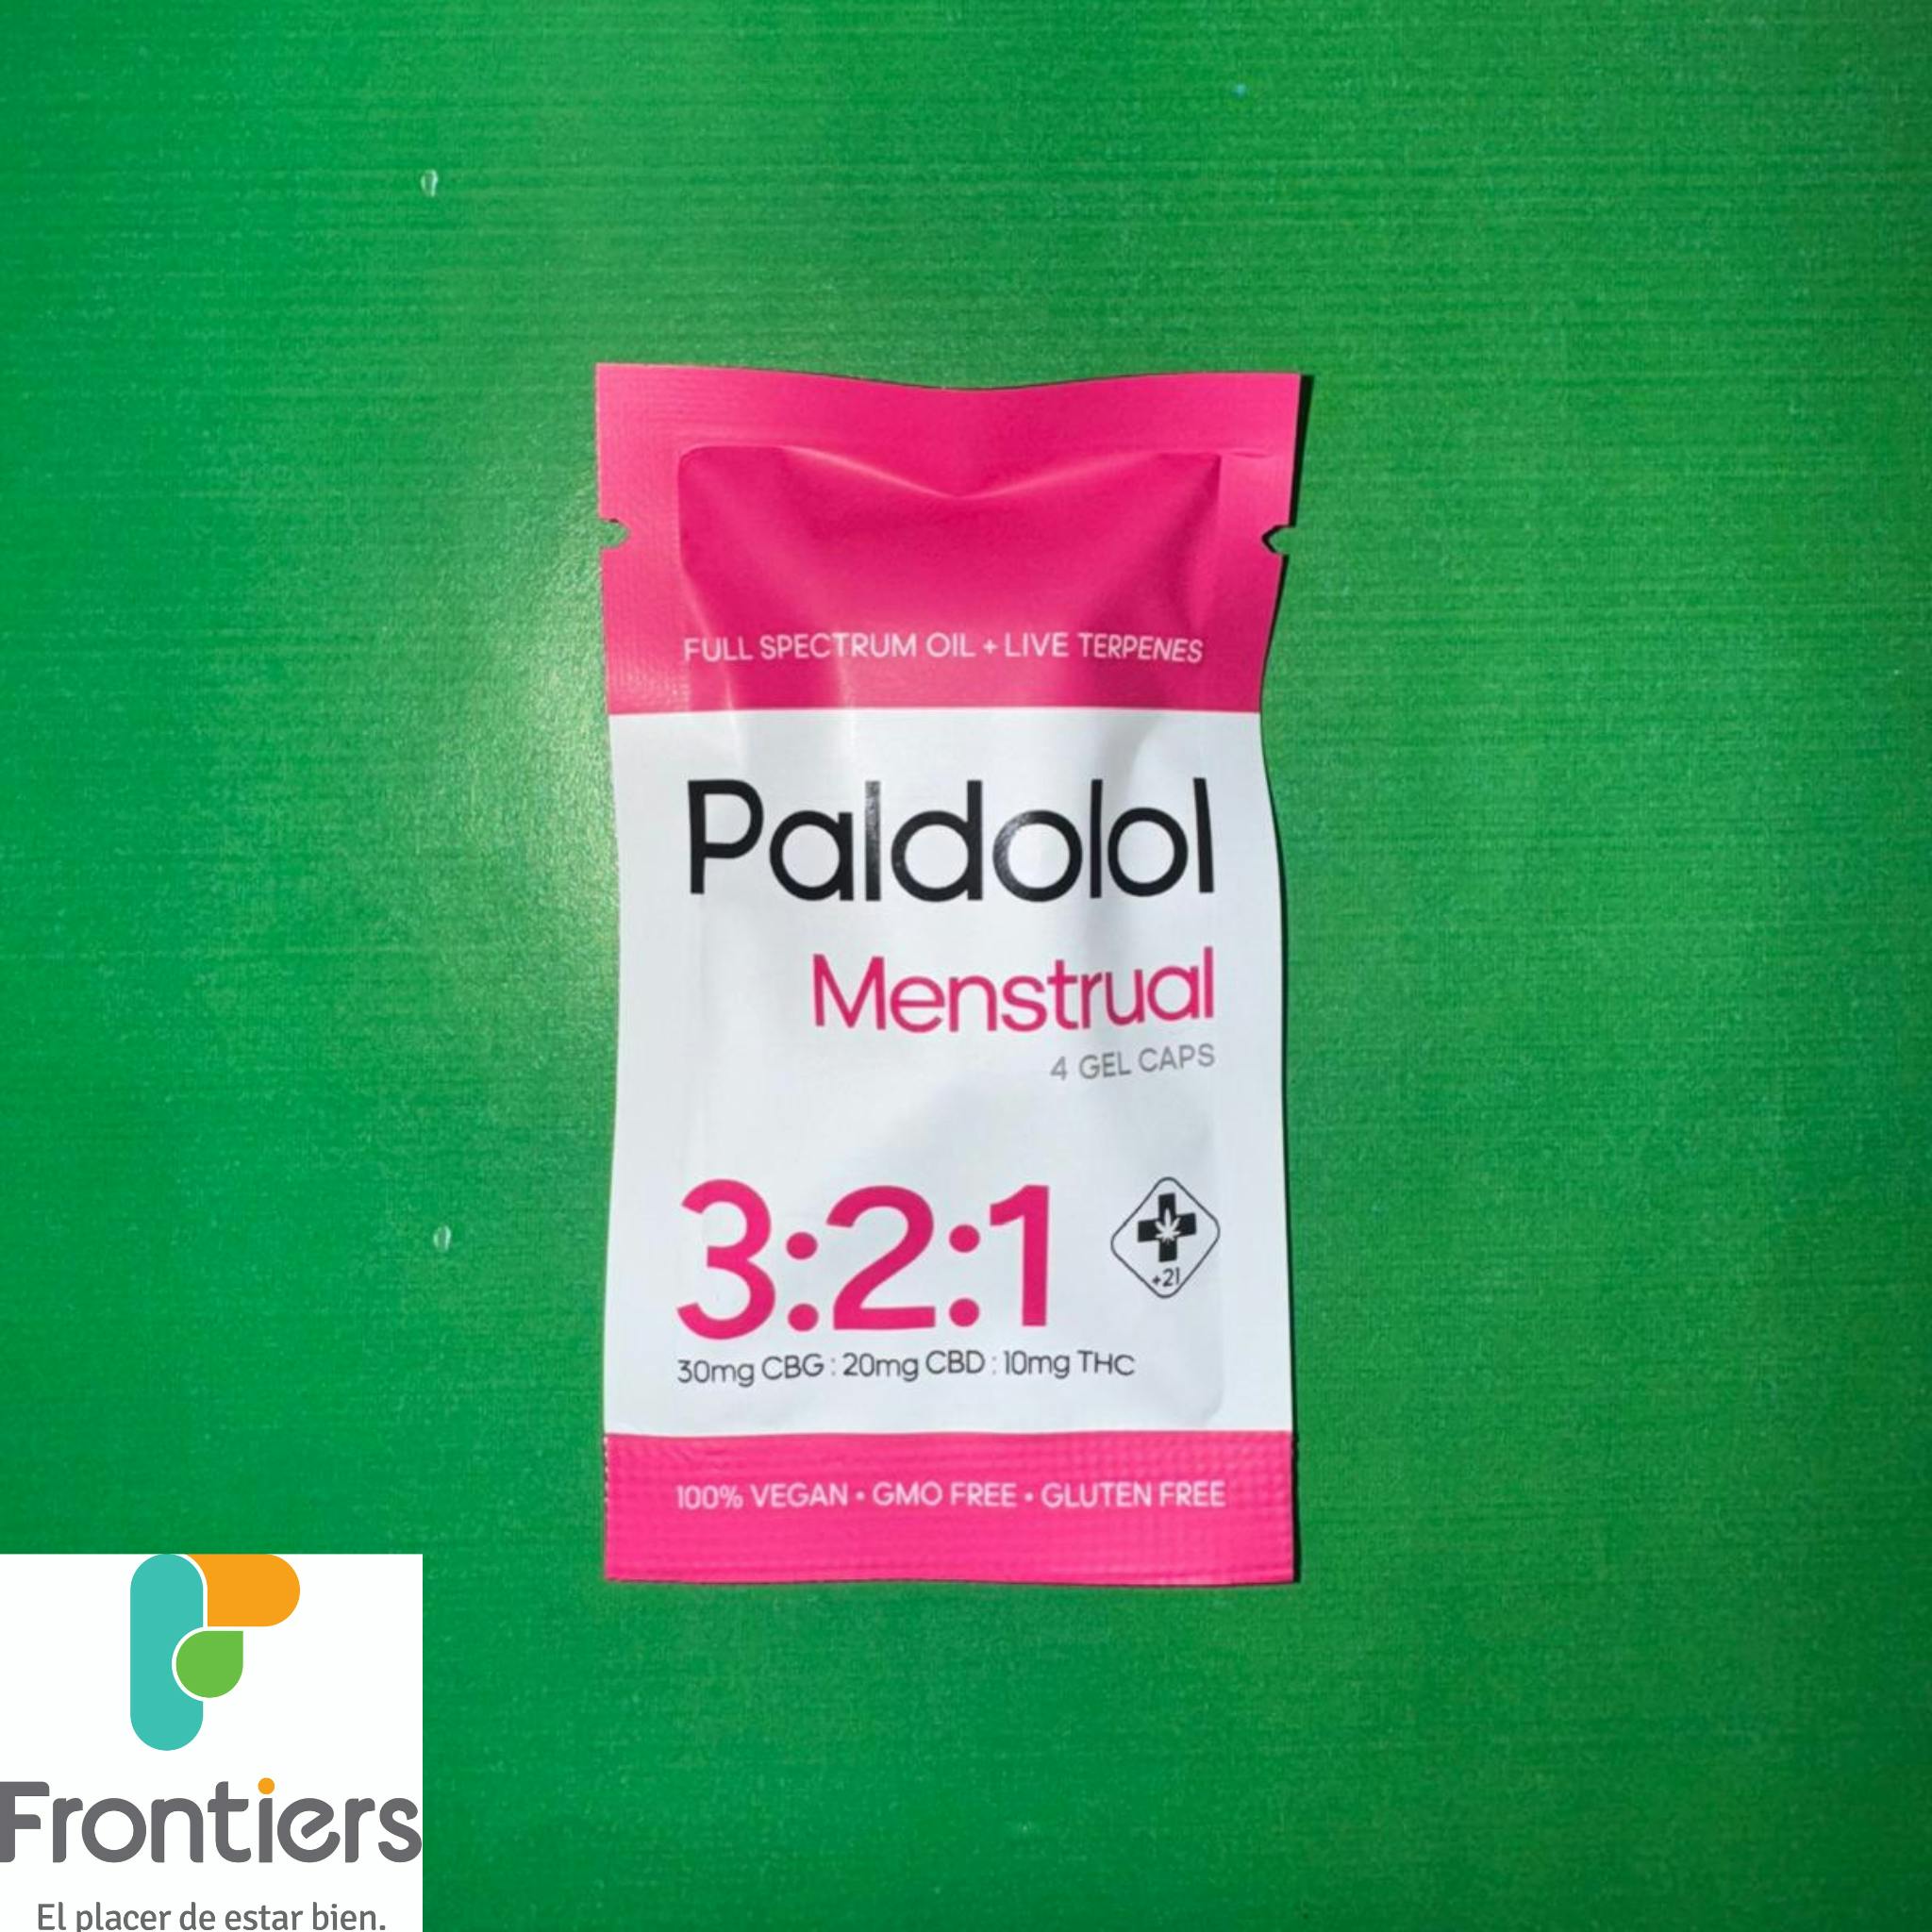 FULL SPECTRUM OIL + LIVE TERPENES
Paldolol
Menstrual
4 GEL CAPS
3:2:1
+21
30mg CBG : 20mg CBD : 10mg THC
100% VEGAN • GMO FREE • GLUTEN FREE
Frontiers
El placer de estar bien.